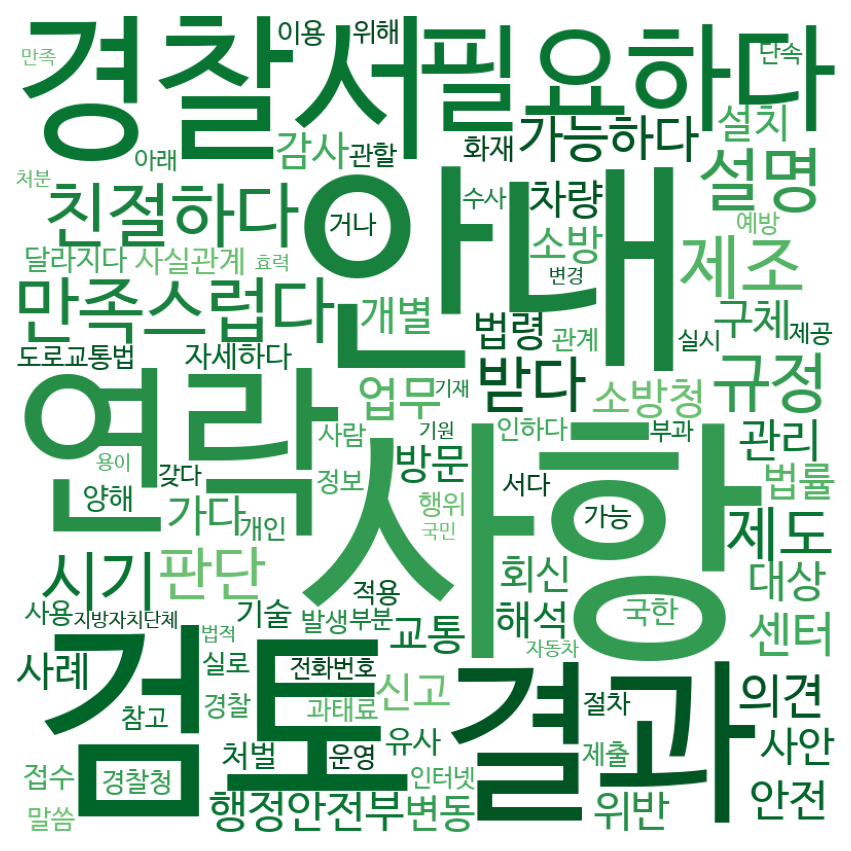 경찰서
이용
위해
필요하다
단속
만족
아래
감사
관할
화재
가능하다
설치
설명
처분
친절하다
안내
거나
수사
차량
예방
달라지다
사실관계
효력
소방
변경
제조
만족스럽다
개별
법령
관계
실시
구체
제공
도로교통법
자세하다
받다
연락
업무
기재
소방청
규정
사항
사람
기원
인하다
부과
관리
용이
갖다
정보
방문
법률
양해
가다
개인
행위
서다
가능
국민
제도
시기
판단
회신
대상
적용
국한
사용
지방자치단체
기술
발생
부분
교통
해석
센터
법적
자동차
검토
결과
사례
실로
전화번호
신고
의견
참고
경찰
과태료
절차
처벌
운영
유사
제출
사안
접수
경찰청
인터넷
안전
말씀
행정안전부
변동
위반